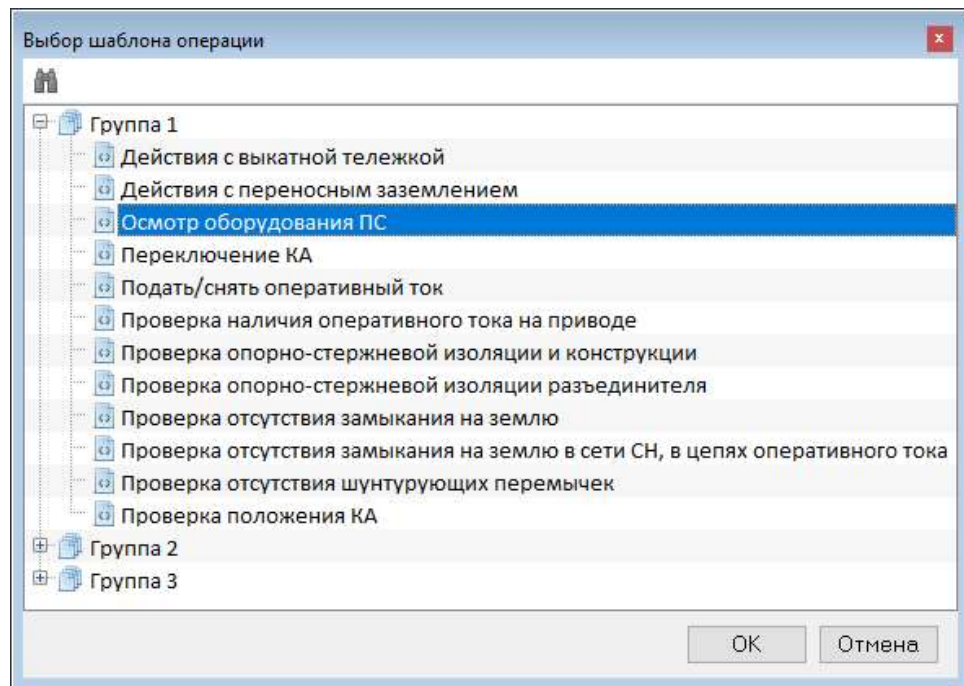 Выбор шаблона операции
Группа 1
Действия с выкатной тележкой
Действия с переносным заземлением
Осмотр оборудования ПС
Переключение КА
Подать/снять оперативный ток
Проверка наличия оперативного тока на приводе
Проверка опорно-стержневой изоляции и конструкции
Проверка опорно-стержневой изоляции разъединителя
Проверка отсутствия замыкания на землю
Проверка отсутствия замыкания на землю в сети СН, в цепях оперативного тока
Проверка отсутствия шунтурующих перемычек
Проверка положения КА
Группа 2
Группа 3
ОК Отмена